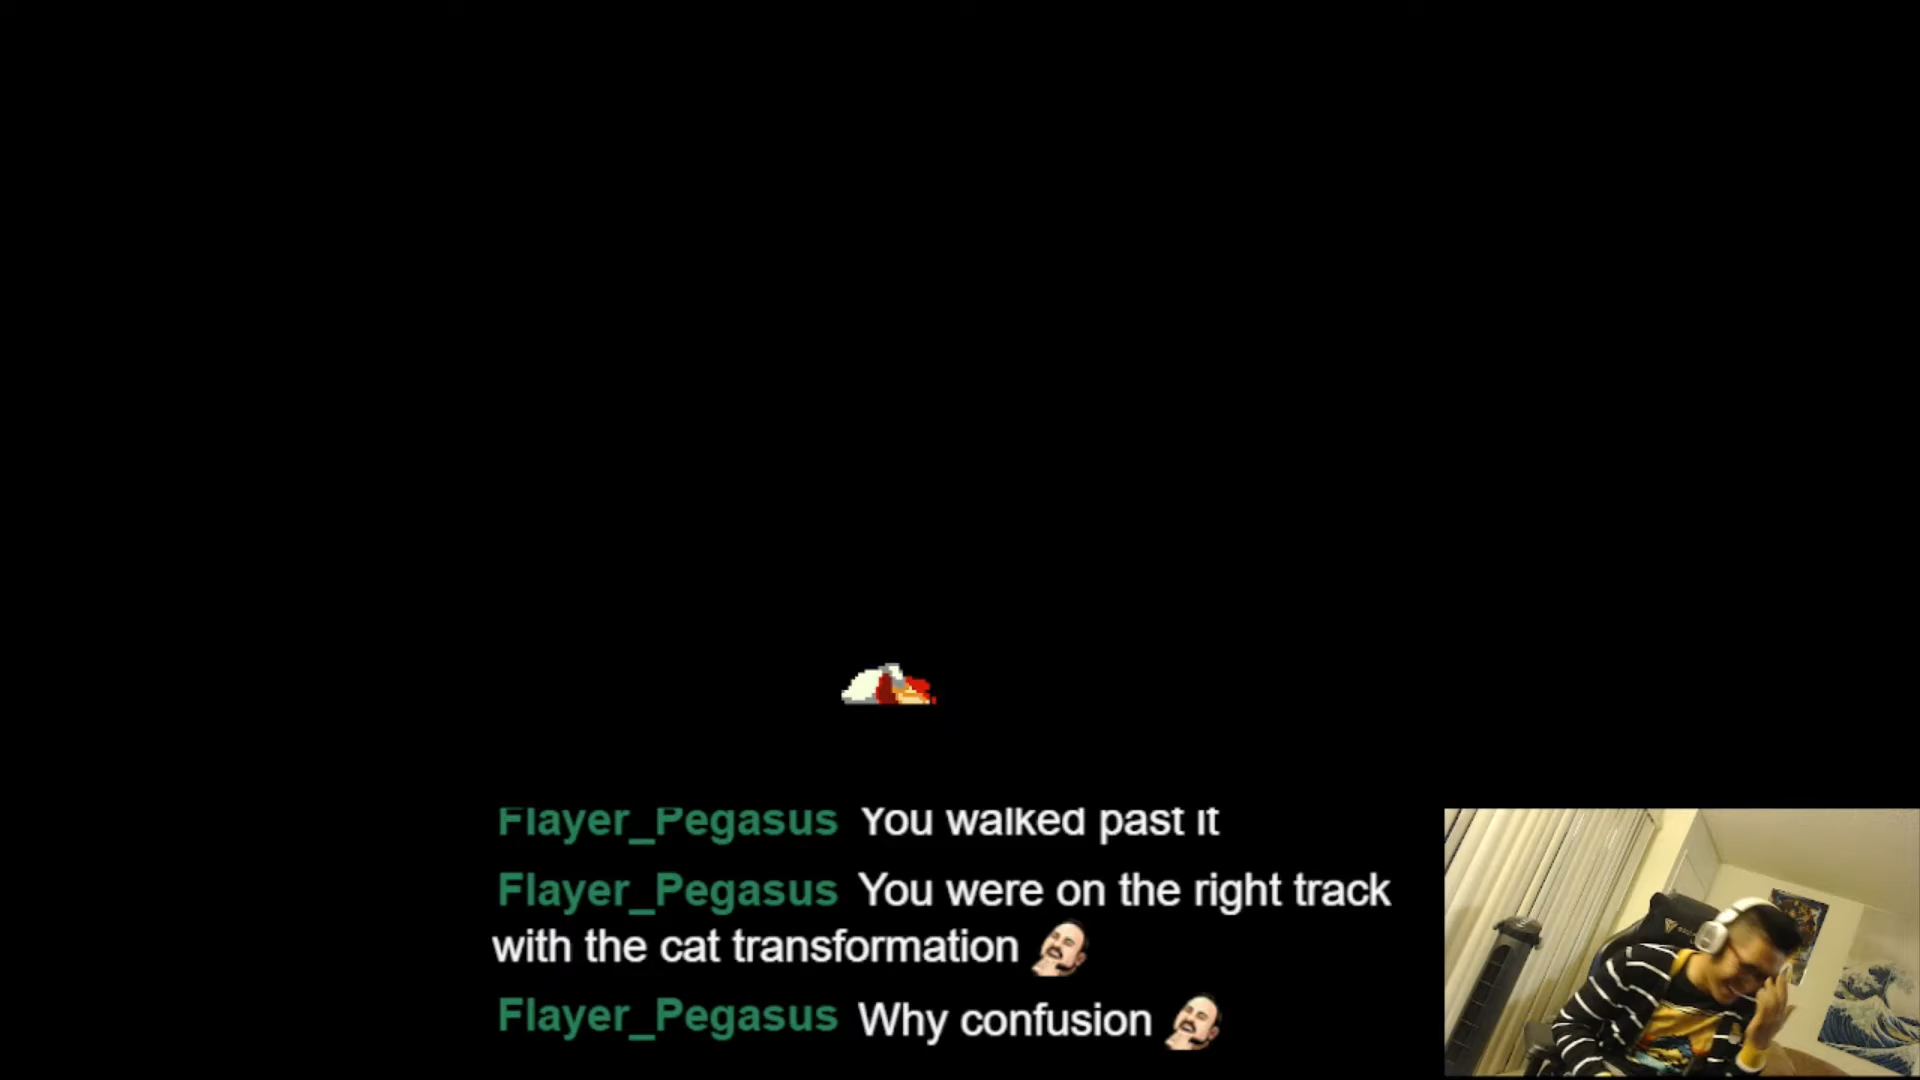 Flayer_Pegasus You walked past it
Flayer_Pegasus You were on the right track
with the cat transformation
Flayer_Pegasus Why confusion